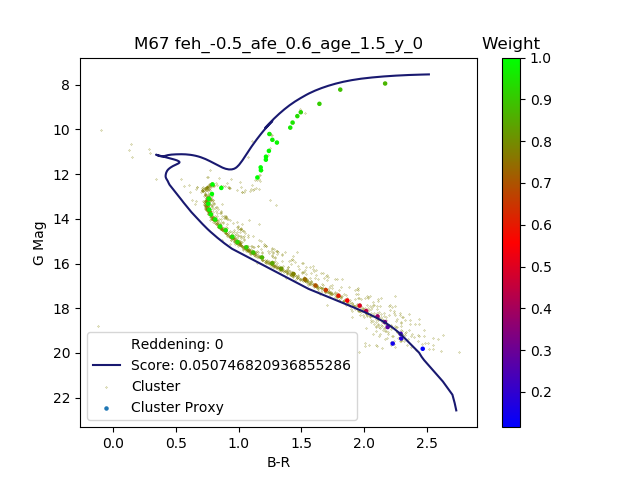 M67 feh_-0.5_afe_0.6_age_1.5_y_0
Weight
8
10
12
14
16
18
20
22
G Mag
0.0
0.5
1.0
1.5
2.0
2.5
B-R
Reddening: 0
Score: 0.050746820936855286
Cluster
Cluster Proxy
1.0
0.9
0.8
0.7
0.6
0.5
0.4
0.3
0.2